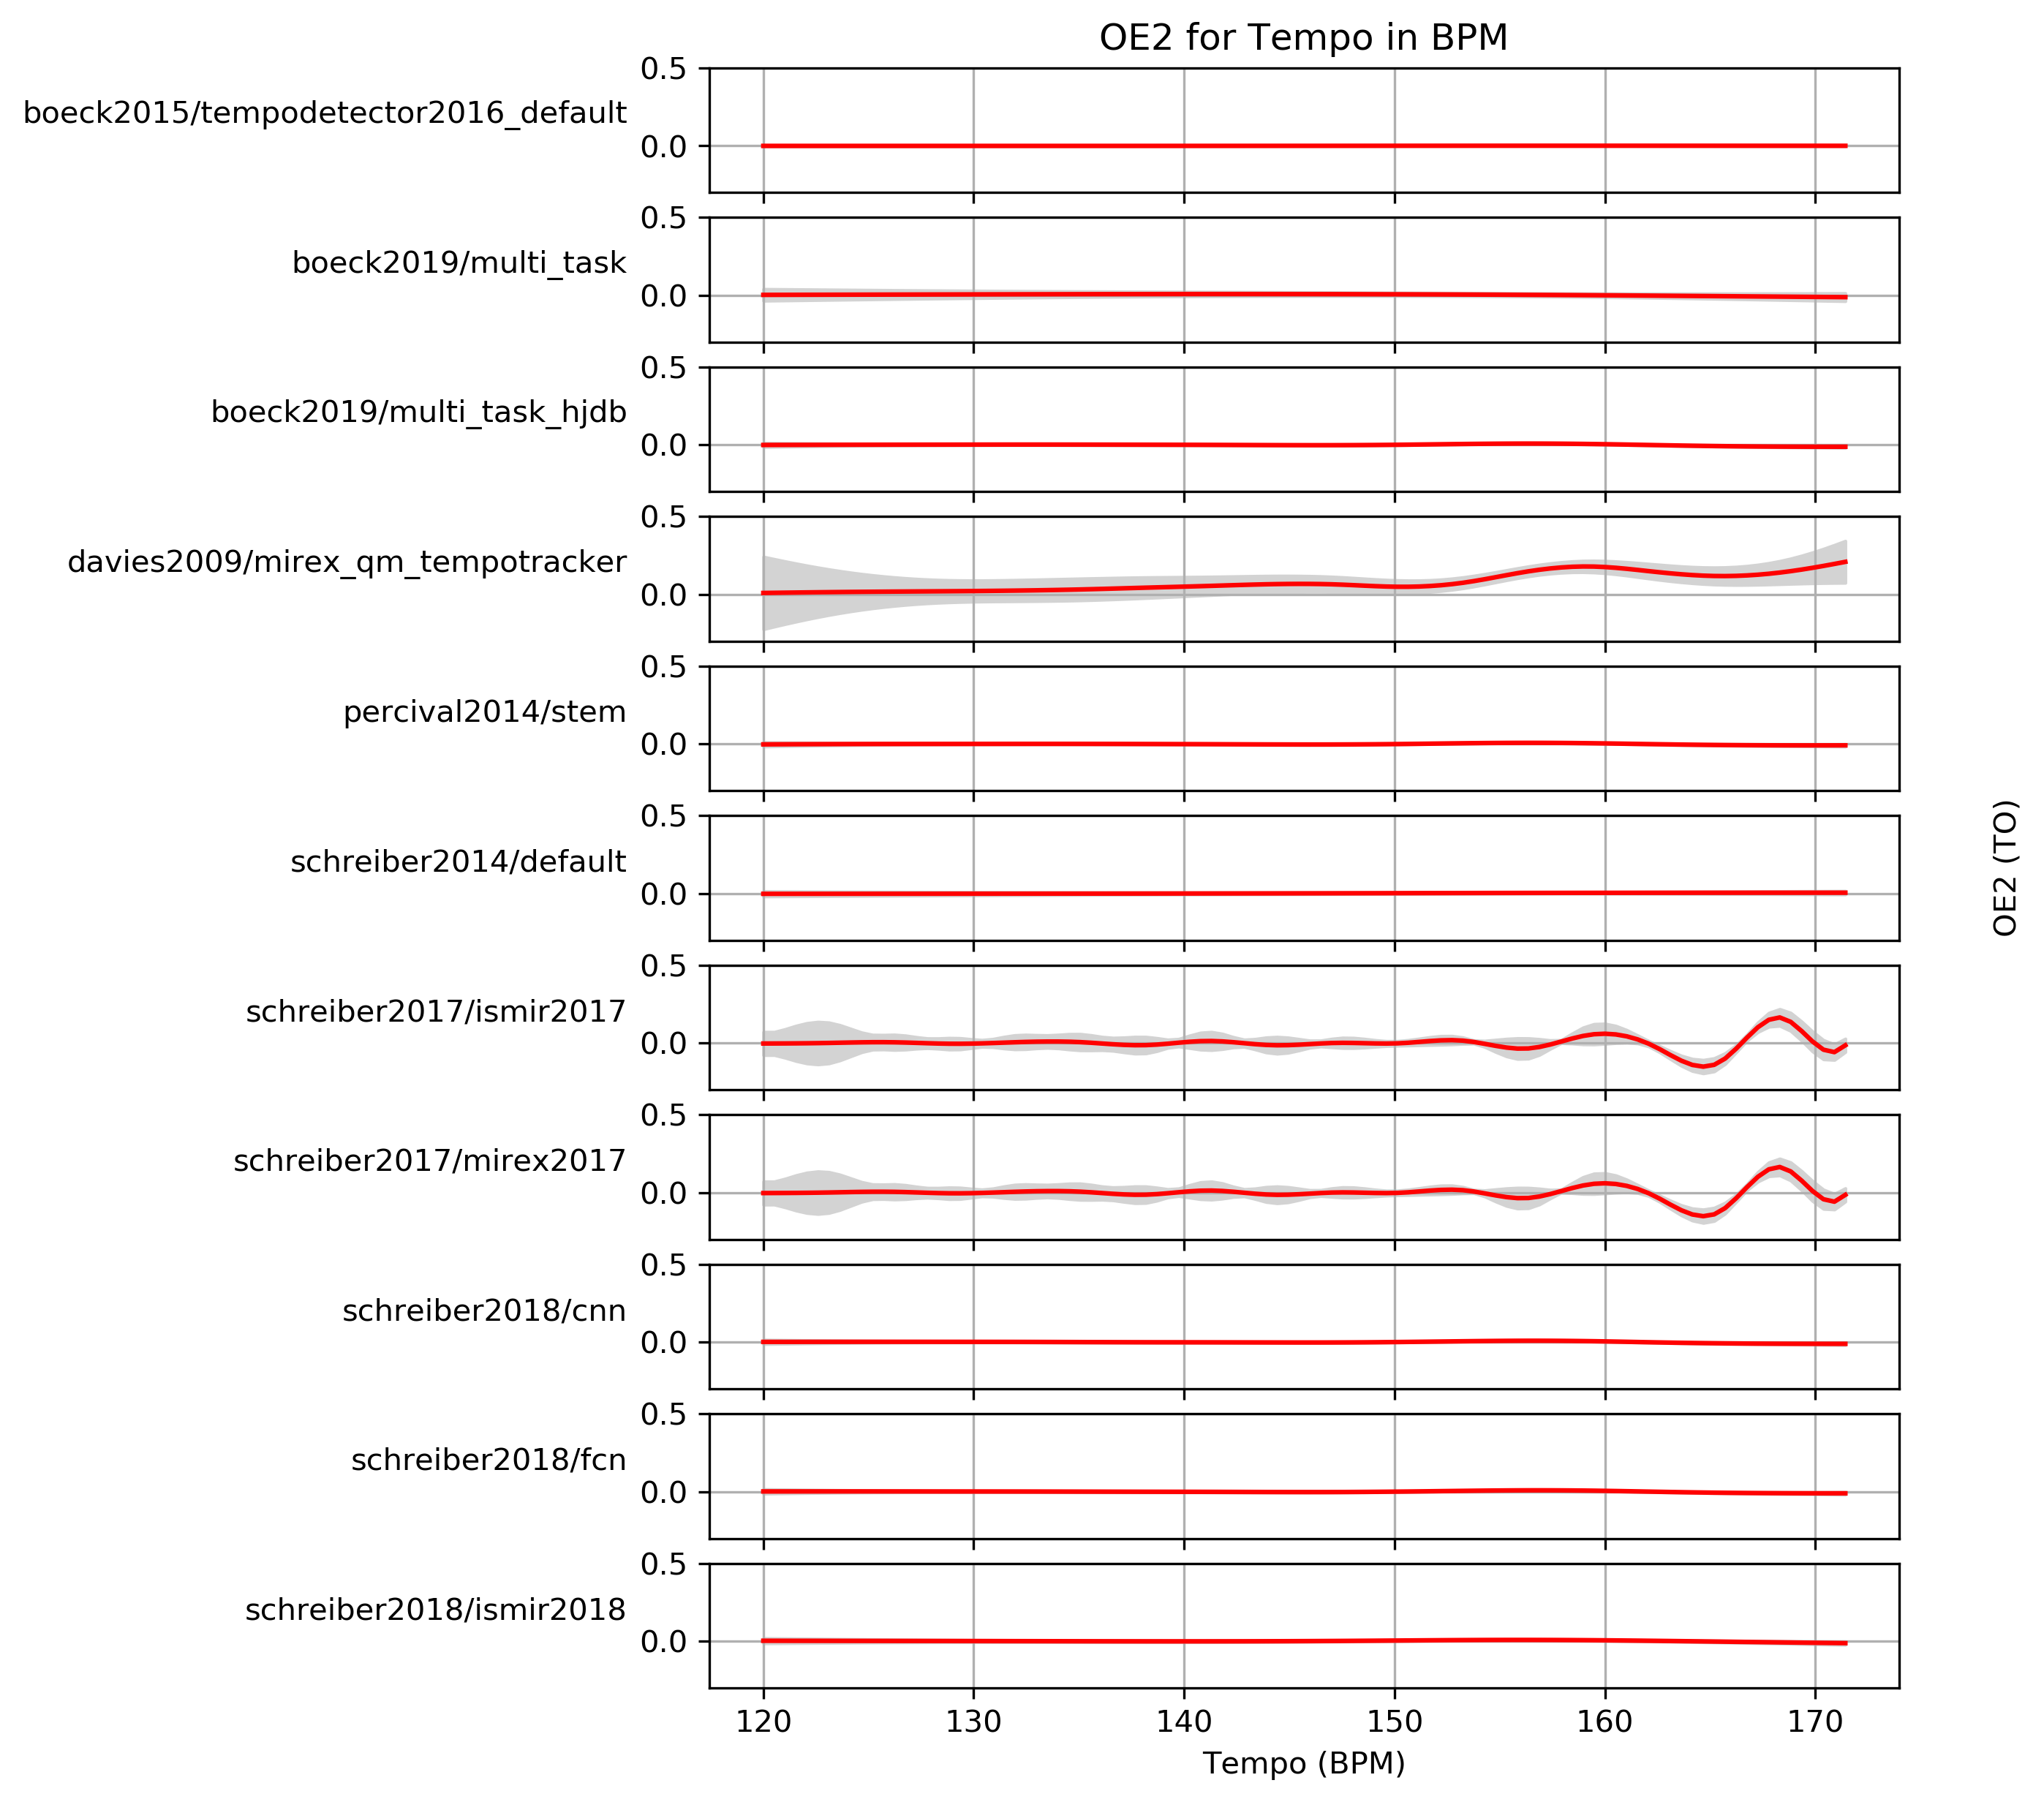 OE2 for Tempo in BPM
0.5
boeck2015/tempodetector2016_default
0.0
0.5
boeck2019/multi_task
0.0
0.5
boeck2019/multi_task_hjdb
0.0
0.5
davies2009/mirex_qm_tempotracker
0.0
0.5
percival2014/stem
0.0
0.5
schreiber2014/default
0.0
OE2 (TO)
0.5
schreiber2017/ismir2017
0.0
0.5
schreiber2017/mirex2017
0.0
0.5
schreiber2018/cnn
0.0
0.5
schreiber2018/fcn
0.0
0.5
schreiber2018/ismir2018
0.0
120 130 140 150 160 170
Tempo (BPM)